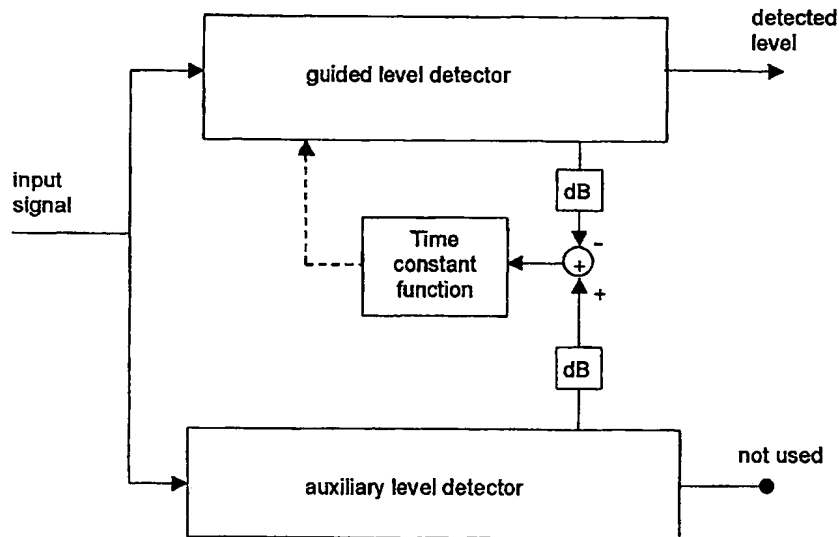 detected
level
guided level detector
input
signal
dB
-
Time
constant
function
+
+
dB
not used
auxiliary level detector